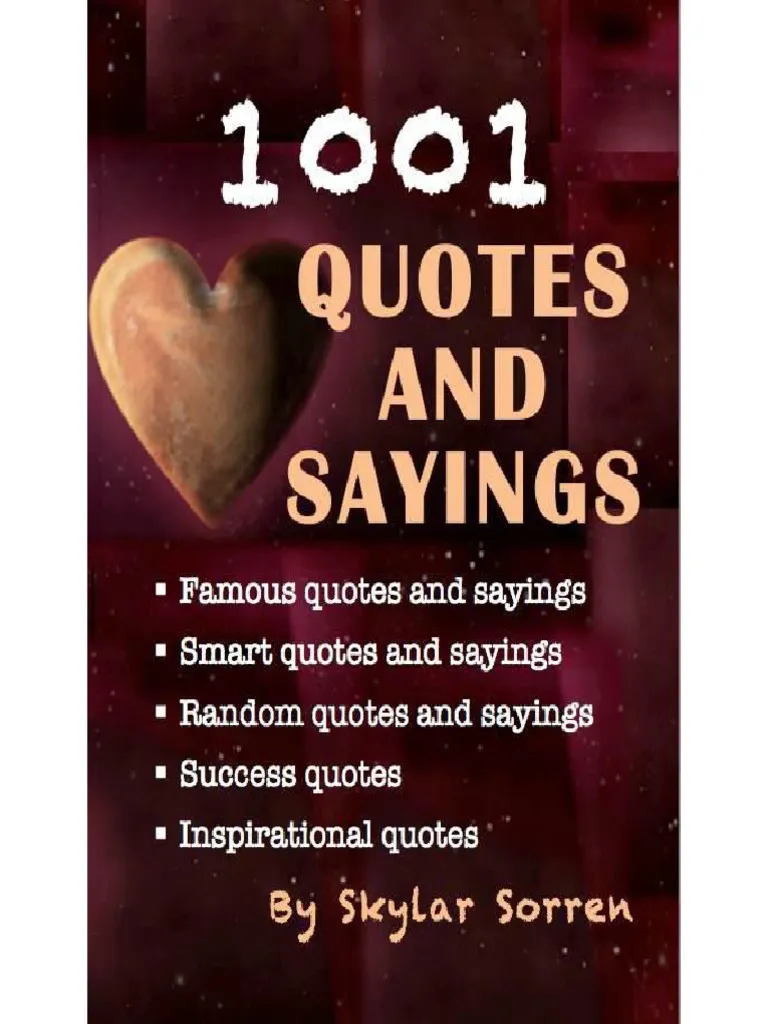 1001
QUOTES
AND
SAYINGS
▪ Famous quotes and sayings
▪ Smart quotes and sayings
▪ Random quotes and sayings
▪ Success quotes
▪ Inspirational quotes
By Skylar Sorren